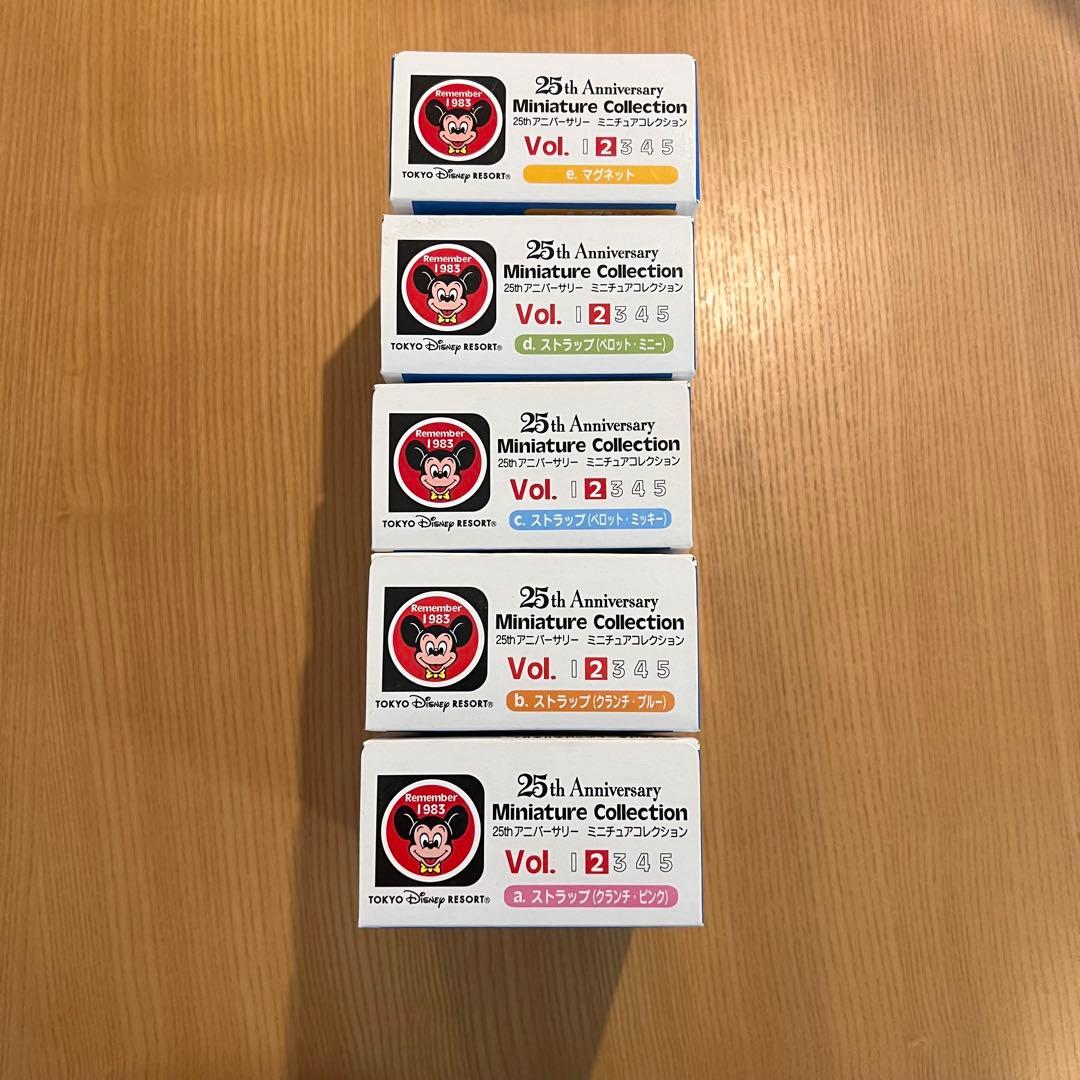 Remember
1983
TOKYO Disney RESORT®
25th Anniversary
Miniature Collection
25thアニバーサリー ミニチュアコレクション
Vol. 1 2 3 4 5
e. マグネット
Remember
1983
TOKYO Disney RESORT®
25th Anniversary
Miniature Collection
25thアニバーサリー ミニチュアコレクション
Vol. 1 2 3 4 5
d. ストラップ(ペロット・ミニー)
Remember
1983
TOKYO Disney RESORT®
25th Anniversary
Miniature Collection
25thアニバーサリー ミニチュアコレクション
Vol. 1 2 3 4 5
c. ストラップ(ペロット・ミッキー)
Remember
1983
TOKYO Disney RESORT®
25th Anniversary
Miniature Collection
25thアニバーサリー ミニチュアコレクション
Vol. 1 2 3 4 5
b. ストラップ(クランチ・ブルー)
Remember
1983
TOKYO Disney RESORT®
25th Anniversary
Miniature Collection
25thアニバーサリー ミニチュアコレクション
Vol. 1 2 3 4 5
a. ストラップ(クランチ・ピンク)